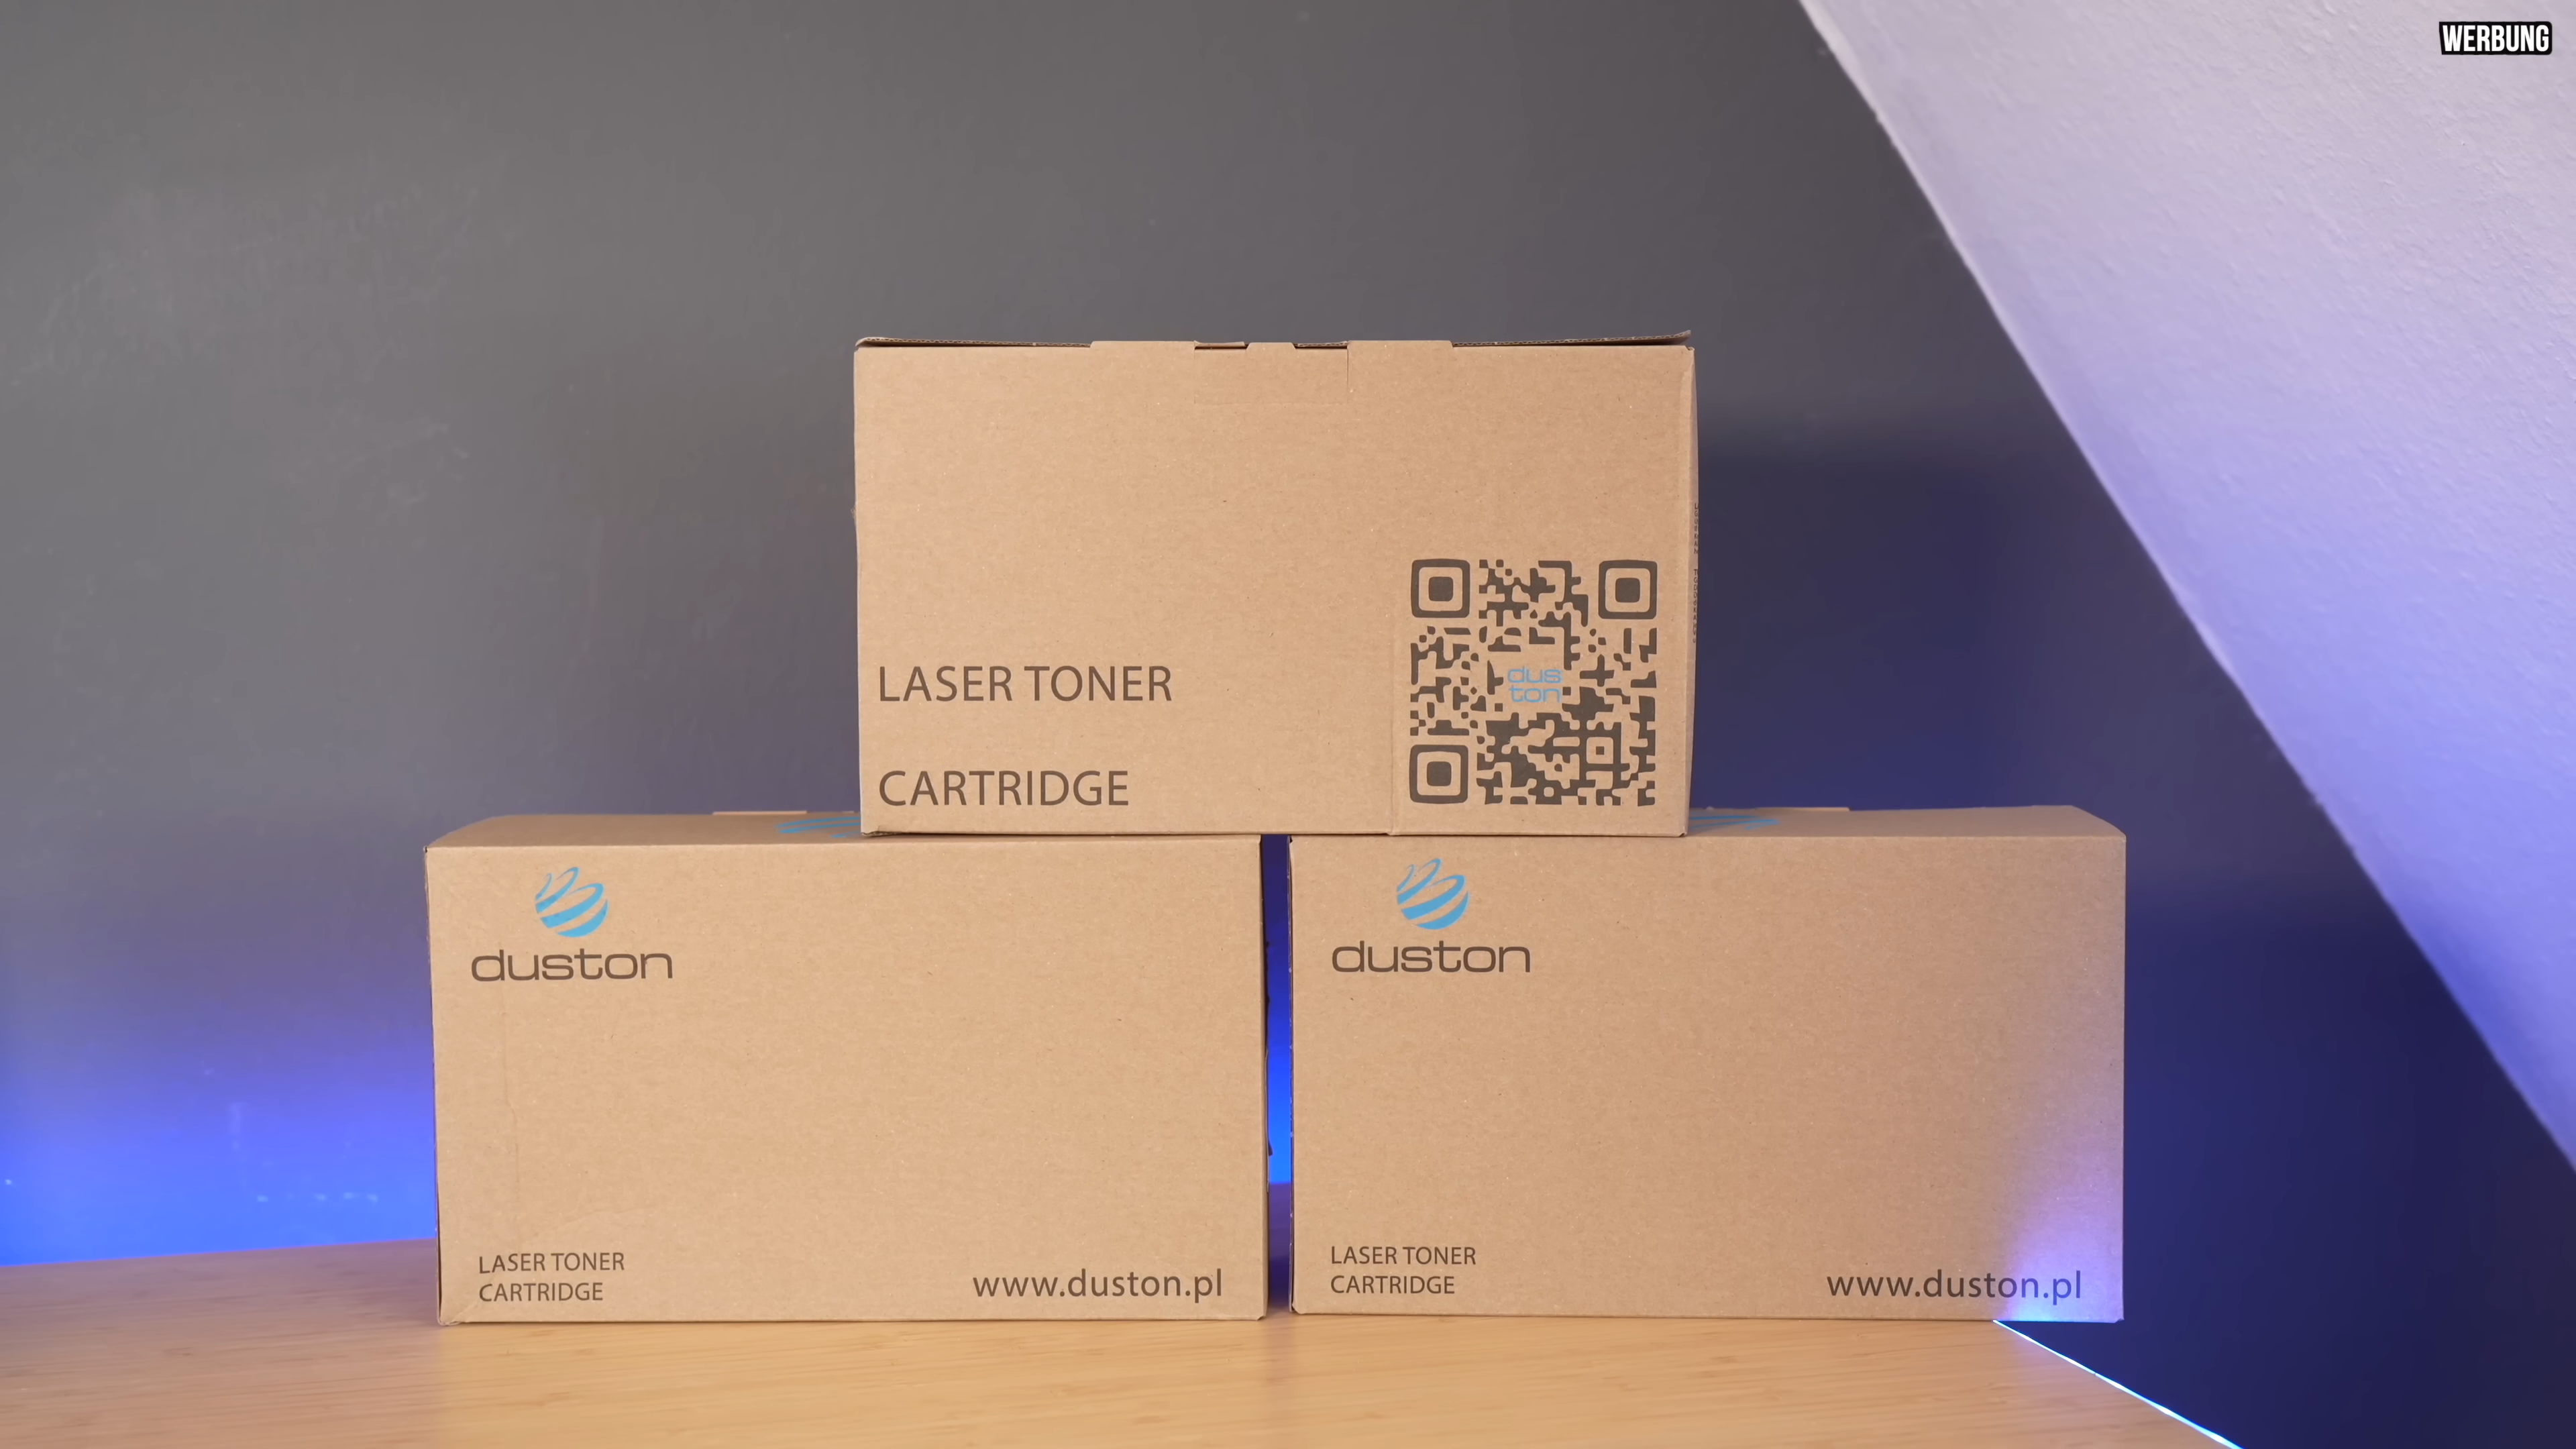 WERBUNG
LASER TONER
CARTRIDGE
dus
ton
duston
LASER TONER
CARTRIDGE
www.duston.pl
duston
LASER TONER
CARTRIDGE
www.duston.pl